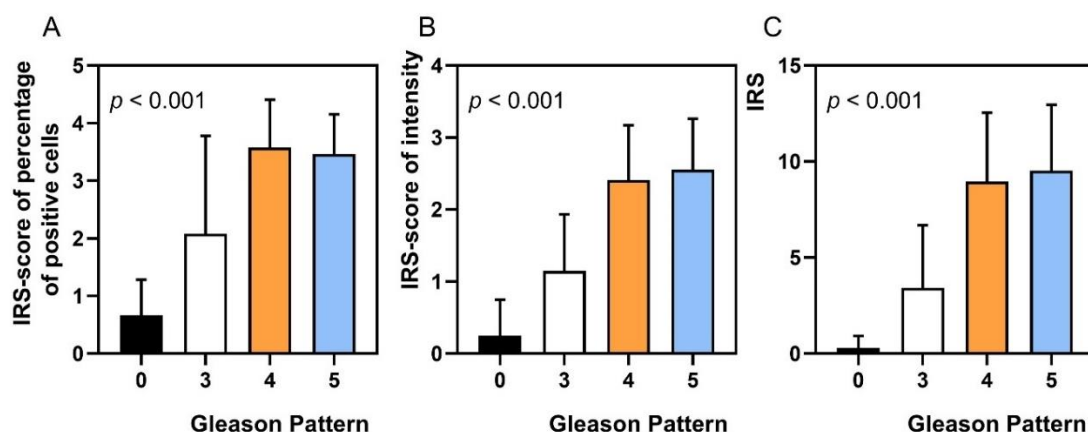 A
IRS-score of percentage
of positive cells
5
4
3
2
1
0
p < 0.001
0 3 4 5
Gleason Pattern
B
IRS-score of intensity
4
3
2
1
0
p < 0.001
0 3 4 5
Gleason Pattern
C
IRS
15
10
5
0
p < 0.001
0 3 4 5
Gleason Pattern